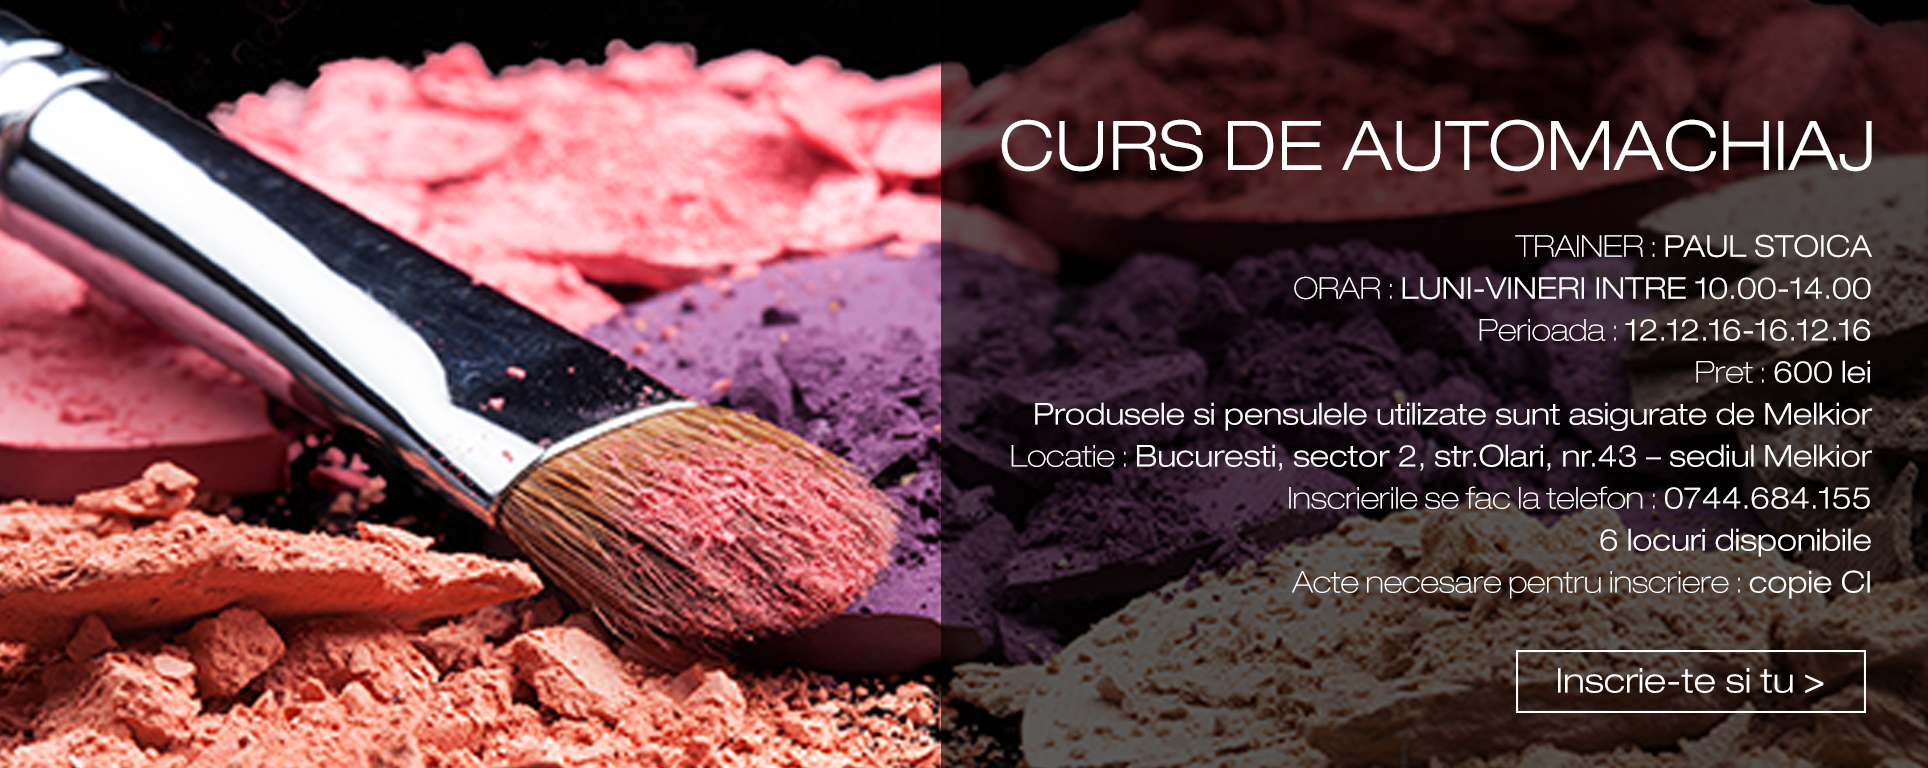 CURS DE AUTOMACHIAJ
TRAINER : PAUL STOICA
ORAR : LUNI-VINERI INTRE 10.00-14.00
Perioada : 12.12.16-16.12.16
Pret : 600 lei
Produsele si pensulele utilizate sunt asigurate de Melkior
Locatie : Bucuresti, sector 2, str.Olari, nr.43 – sediul Melkior
Inscrierile se fac la telefon : 0744.684.155
6 locuri disponibile
Acte necesare pentru inscriere : copie CI
Inscrie-te si tu >